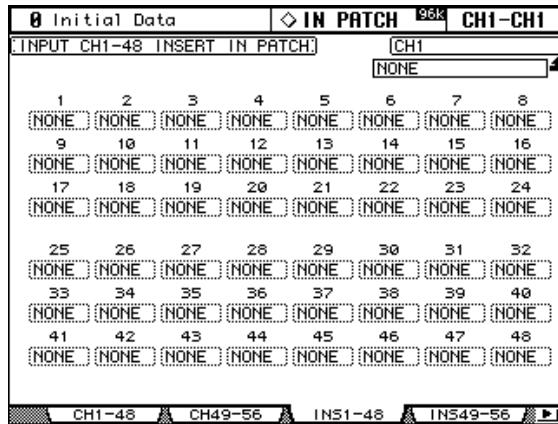 0 Initial Data ◇ IN PATCH 96K CH1-CH1
INPUT CH1-48 INSERT IN PATCH CH1
NONE
1 2 3 4 5 6 7 8
NONE NONE NONE NONE NONE NONE NONE NONE
9 10 11 12 13 14 15 16
NONE NONE NONE NONE NONE NONE NONE NONE
17 18 19 20 21 22 23 24
NONE NONE NONE NONE NONE NONE NONE NONE
25 26 27 28 29 30 31 32
NONE NONE NONE NONE NONE NONE NONE NONE
33 34 35 36 37 38 39 40
NONE NONE NONE NONE NONE NONE NONE NONE
41 42 43 44 45 46 47 48
NONE NONE NONE NONE NONE NONE NONE NONE
CH1-48 CH49-56 INS1-48 INS49-56